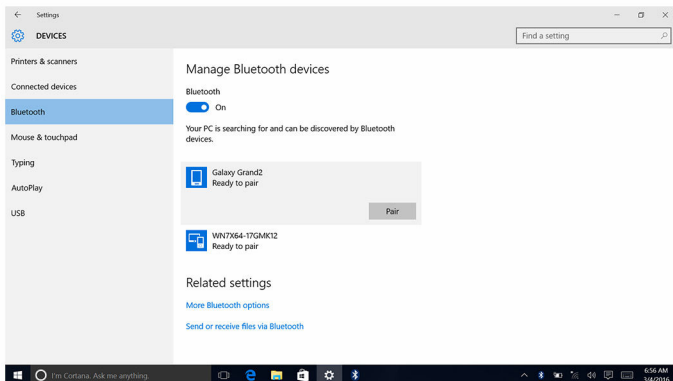 Settings
DEVICES
Find a setting
Printers & scanners
Connected devices
Bluetooth
Mouse & touchpad
Typing
AutoPlay
USB
Manage Bluetooth devices
Bluetooth
On
Your PC is searching for and can be discovered by Bluetooth
devices.
Galaxy Grand2
Ready to pair
Pair
WN7X64-17GMK12
Ready to pair
Related settings
More Bluetooth options
Send or receive files via Bluetooth
I'm Cortana. Ask me anything.
6:56 AM
3/4/2016